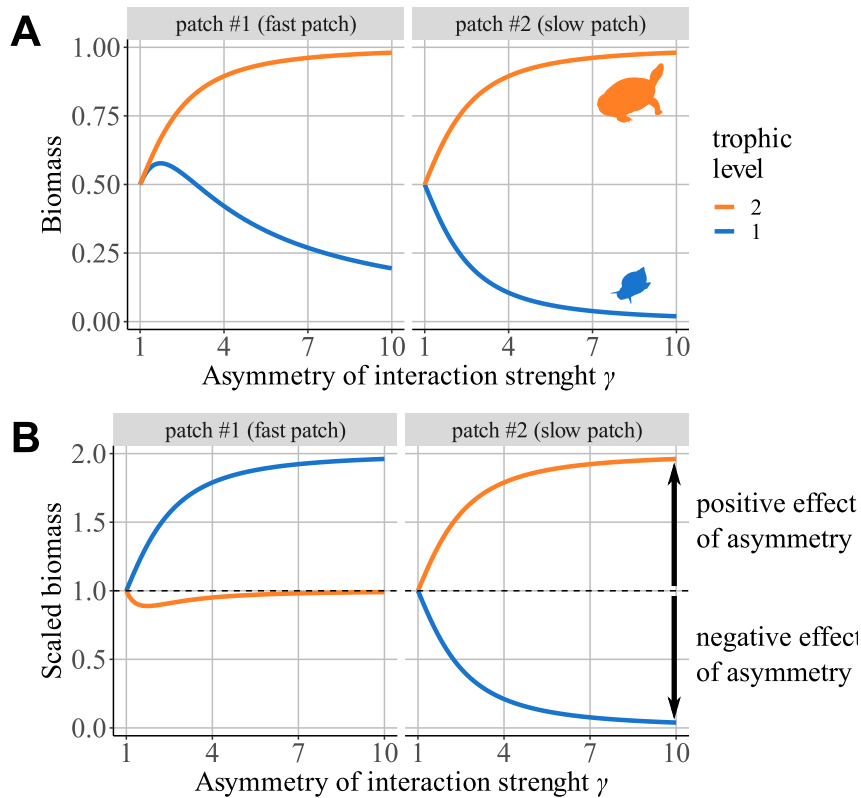 A
patch #1 (fast patch)
patch #2 (slow patch)
1.00
0.75
0.50
0.25
0.00
Biomass
1 4 7 10
1 4 7 10
Asymmetry of interaction strenght γ
trophic
level
2
1
B
patch #1 (fast patch)
patch #2 (slow patch)
2.0
1.5
1.0
0.5
0.0
Scaled biomass
1 4 7 10
1 4 7 10
Asymmetry of interaction strenght γ
positive effect
of asymmetry
negative effect
of asymmetry